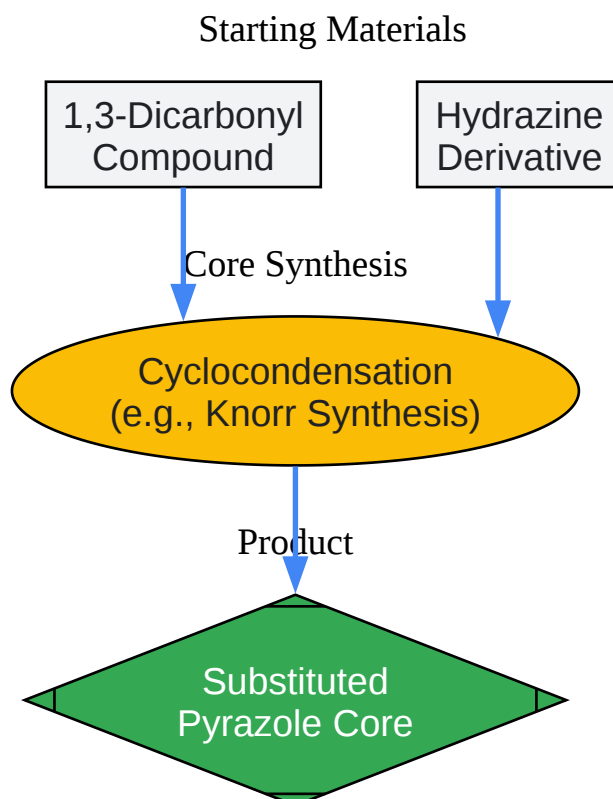 Starting Materials
1,3-Dicarbonyl
Compound
Hydrazine
Derivative
Core Synthesis
Cyclocondensation
(e.g., Knorr Synthesis)
Product
Substituted
Pyrazole Core